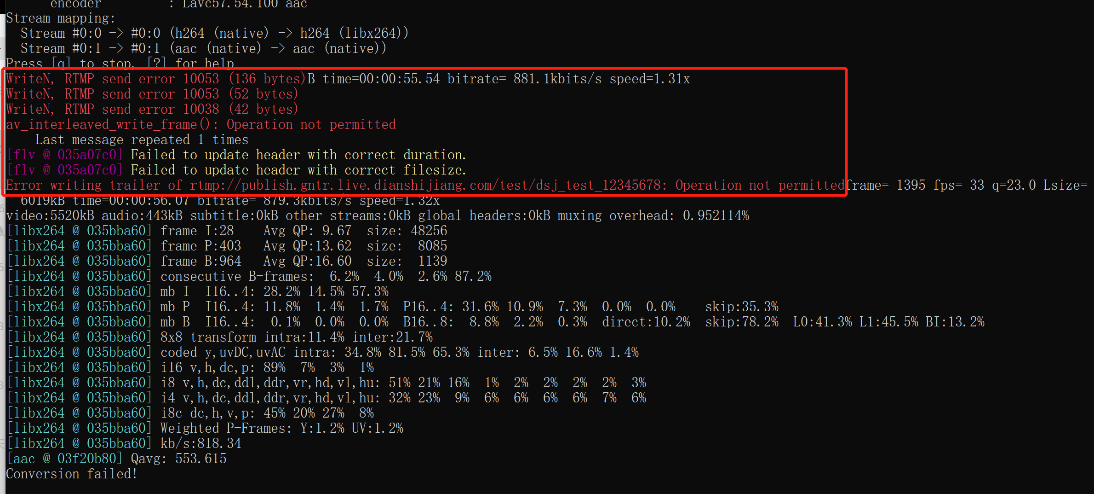 encoder         : Lavc57.54.100 aac
Stream mapping:
  Stream #0:0 -> #0:0 (h264 (native) -> h264 (libx264))
  Stream #0:1 -> #0:1 (aac (native) -> aac (native))
Press [q] to stop, [?] for help
WriteN, RTMP send error 10053 (136 bytes)B time=00:00:55.54 bitrate= 881.1kbits/s speed=1.31x
WriteN, RTMP send error 10053 (52 bytes)
WriteN, RTMP send error 10038 (42 bytes)
av_interleaved_write_frame(): Operation not permitted
    Last message repeated 1 times
[flv @ 035a07c0] Failed to update header with correct duration.
[flv @ 035a07c0] Failed to update header with correct filesize.
Error writing trailer of rtmp://publish.gntr.live.dianshijiang.com/test/dsj_test_12345678: Operation not permittedframe= 1395 fps= 33 q=23.0 Lsize=
  6019kB time=00:00:56.07 bitrate= 879.3kbits/s speed=1.32x
video:5520kB audio:443kB subtitle:0kB other streams:0kB global headers:0kB muxing overhead: 0.952114%
[libx264 @ 035bba60] frame I:28    Avg QP: 9.67  size: 48256
[libx264 @ 035bba60] frame P:403   Avg QP:13.62  size:  8085
[libx264 @ 035bba60] frame B:964   Avg QP:16.60  size:  1139
[libx264 @ 035bba60] consecutive B-frames:  6.2%  4.0%  2.6% 87.2%
[libx264 @ 035bba60] mb I  I16..4: 28.2% 14.5% 57.3%
[libx264 @ 035bba60] mb P  I16..4: 11.8%  1.4%  1.7%  P16..4: 31.6% 10.9%  7.3%  0.0%  0.0%    skip:35.3%
[libx264 @ 035bba60] mb B  I16..4:  0.1%  0.0%  0.0%  B16..8:  8.8%  2.2%  0.3%  direct:10.2%  skip:78.2%  L0:41.3% L1:45.5% BI:13.2%
[libx264 @ 035bba60] 8x8 transform intra:11.4% inter:21.7%
[libx264 @ 035bba60] coded y,uvDC,uvAC intra: 34.8% 81.5% 65.3% inter: 6.5% 16.6% 1.4%
[libx264 @ 035bba60] i16 v,h,dc,p: 89%  7%  3%  1%
[libx264 @ 035bba60] i8 v,h,dc,ddl,ddr,vr,hd,vl,hu: 51% 21% 16%  1%  2%  2%  2%  2%  3%
[libx264 @ 035bba60] i4 v,h,dc,ddl,ddr,vr,hd,vl,hu: 32% 23%  9%  6%  6%  6%  6%  7%  6%
[libx264 @ 035bba60] i8c dc,h,v,p: 45% 20% 27%  8%
[libx264 @ 035bba60] Weighted P-Frames: Y:1.2% UV:1.2%
[libx264 @ 035bba60] kb/s:818.34
[aac @ 03f20b80] Qavg: 553.615
Conversion failed!